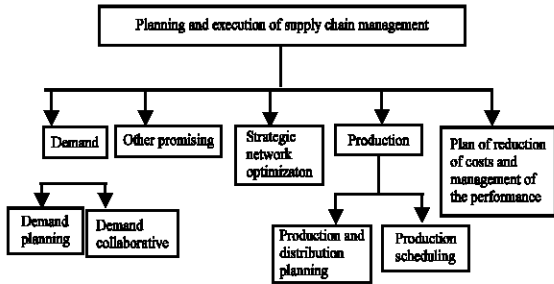 Planning and execution of supply chain management
Demand
Other promising
Strategic
network
optimizaton
Production
Plan of reduction
of costs and
management of
the performance
Demand
planning
Demand
collaborative
Production and
distribution
planning
Production
scheduling